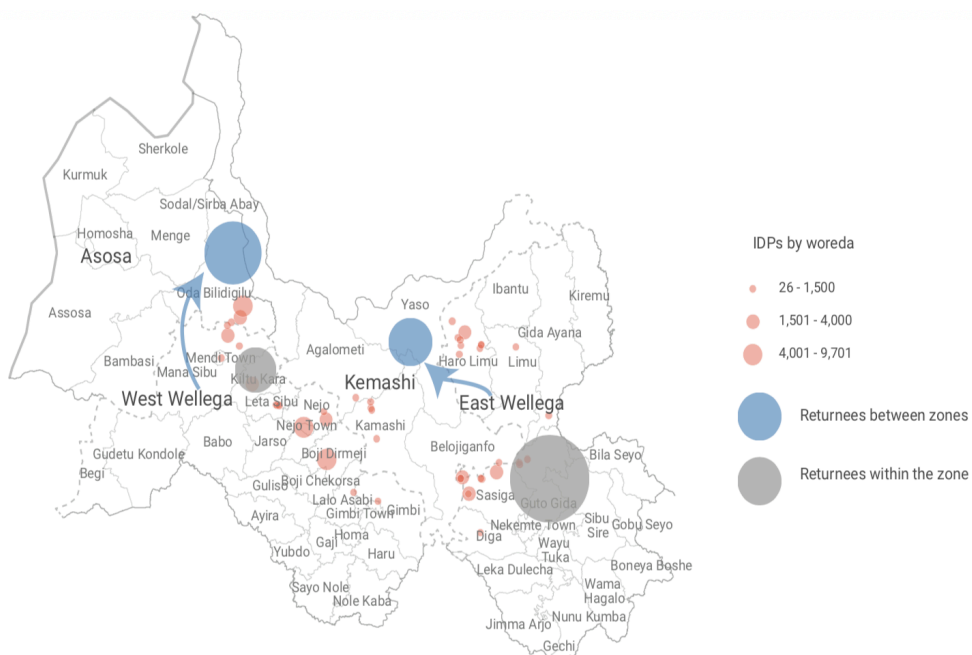 Sherkole
Kurmuk
Sodal/Sirba Abay
Homosha
Menge
Asosa
Oda Bilidigilu
Assosa
Bambasi
Mendi Town
Mana Sibu
Kiltu Kara
West Wellega
Leta Sibu
Nejo
Nejo Town
Babo
Jarso
Boji Dirmeji
Gudetu Kondole
Begi
Guliso
Boji Chekorsa
Lalo Asabi
Gimbi Town
Gimbi
Ayira
Homa
Gaji
Yubdo
Haru
Sayo Nole
Nole Kaba
Agalometi
Yaso
Kemashi
Kamashi
Belojiganfo
Ibantu
Kiremu
Gida Ayana
Haro Limu
Limu
East Wellega
Bila Seyo
Sasiga
Guto Gida
Nekemte Town
Diga
Sibu
Sire
Gobu Seyo
Wayu
Tuka
Leka Dulecha
Boneya Boshe
Wama
Hagalo
Nunu Kumba
Jimma Arjo
Gechi
IDPs by woreda
26 - 1,500
1,501 - 4,000
4,001 - 9,701
Returnees between zones
Returnees within the zone